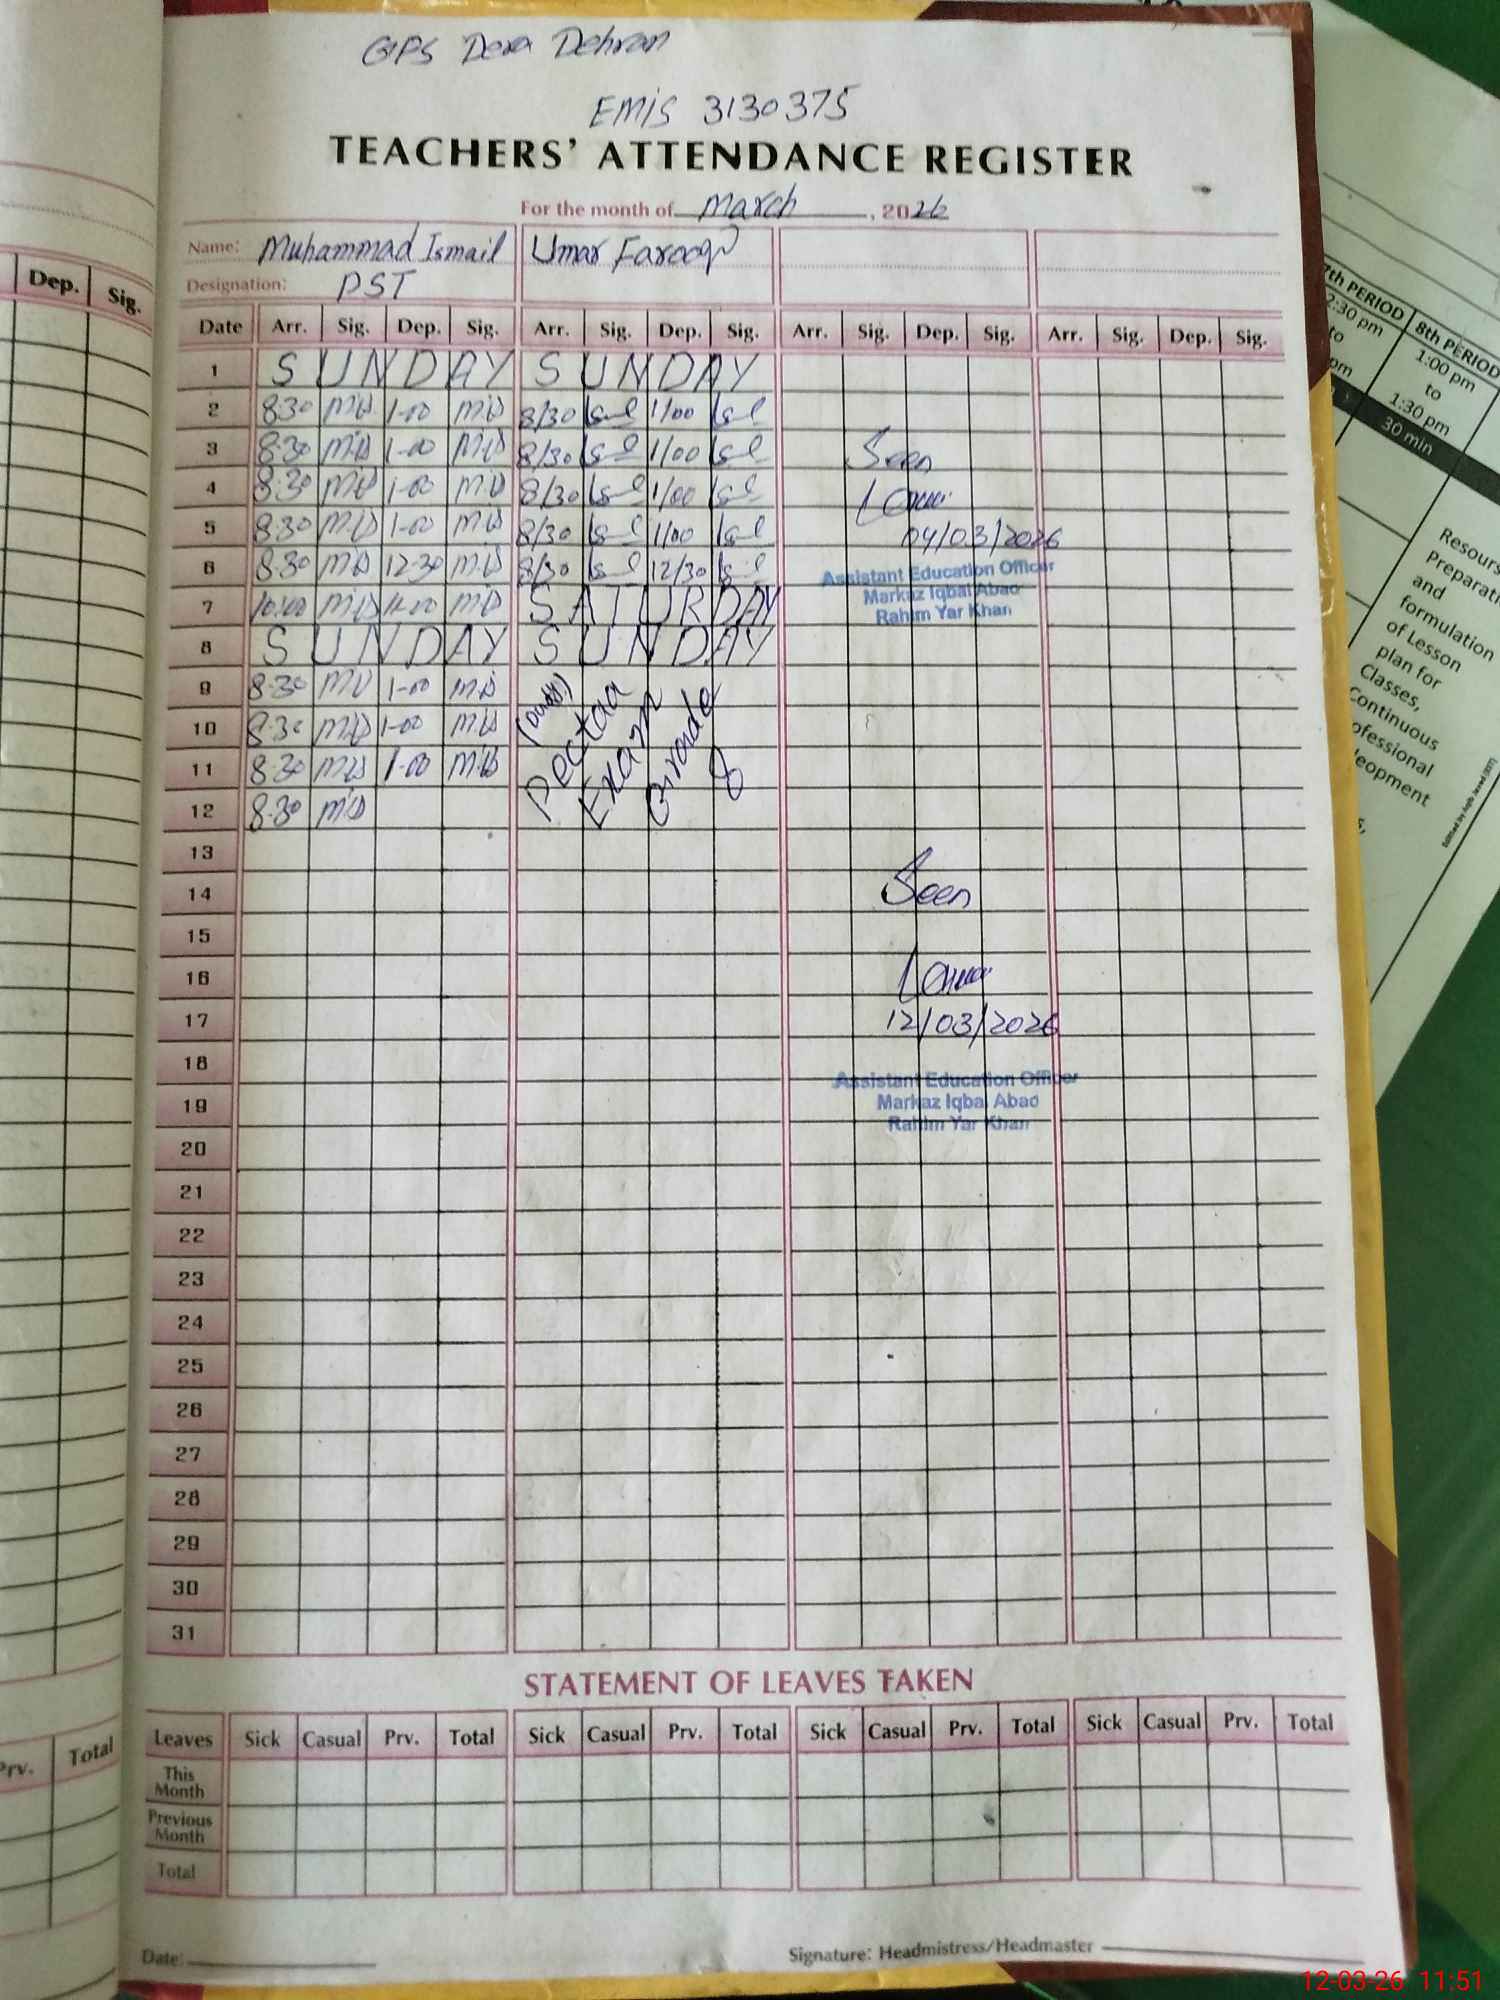 GPS Dera Dehran
EMIS 3130375
TEACHERS' ATTENDANCE REGISTER
For the month of March, 2026
Name: Muhammad Ismail Umar Farooq
Designation: PST
Dep. Sig.
Date Arr. Sig. Dep. Sig. Arr. Sig. Dep. Sig. Arr. Sig. Dep. Sig. Arr. Sig. Dep. Sig.
1 SUNDAY SUNDAY
2 8:30 1-00 8/30 1/00
3 8:30 1-00 8/30 1/00
Seen
4 8:30 1-00 8/30 1/00
5 8:30 1-00 8/30 1/00
04/03/2026
6 8:30 12-30 8/30 12/30
Assistant Education Officer
Markaz Iqbal Abad
Rahim Yar Khan
7 10:00 11-00 SATURDAY
8 SUNDAY SUNDAY
9 8:30 1-00
10 8:30 1-00
11 8:30 1-00
12 8:30
(Duty)
Pectaa
Exam
Grade
8
13
14
Seen
15
16
17
12/03/2026
18
Assistant Education Officer
Markaz Iqbal Abad
Rahim Yar Khan
19
20
21
22
23
24
25
26
27
28
29
30
31
STATEMENT OF LEAVES TAKEN
Leaves Sick Casual Prv. Total Sick Casual Prv. Total Sick Casual Prv. Total Sick Casual Prv. Total
This Month
Previous Month
Total
Prv. Total
Date:
Signature: Headmistress/Headmaster
7th PERIOD 8th PERIOD
2:30 pm 1:00 pm
to to
pm 1:30 pm
30 min
Preparati
and
formulation
of Lesson
plan for
Classes,
Continuous
12-03-26 11:51